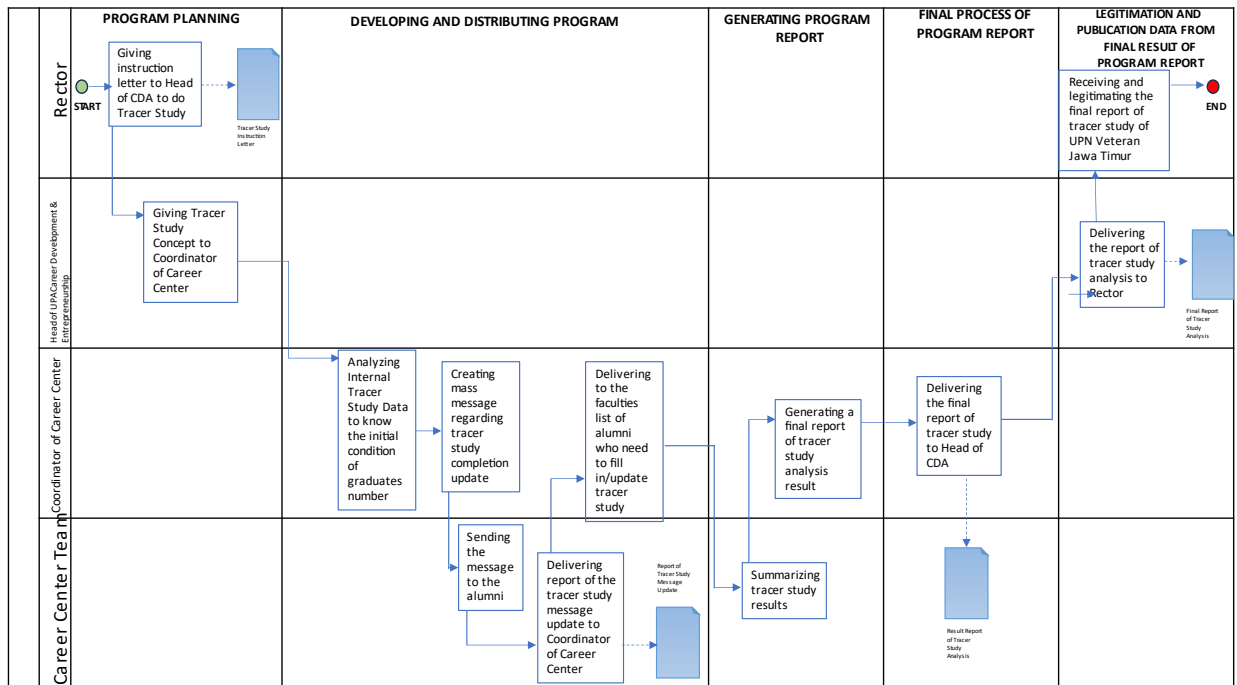 PROGRAM PLANNING
DEVELOPING AND DISTRIBUTING PROGRAM
GENERATING PROGRAM
REPORT
FINAL PROCESS OF
PROGRAM REPORT
LEGITIMATION AND
PUBLICATION DATA FROM
FINAL RESULT OF
PROGRAM REPORT
Rector
START
Giving
instruction
letter to Head
of CDA to do
Tracer Study
Tracer Study
Instruction
Letter
Receiving and
legitimating the
final report of
tracer study of
UPN Veteran
Jawa Timur
END
Head of UPA Career Development &
Entrepreneurship
Giving Tracer
Study
Concept to
Coordinator
of Career
Center
Delivering
the report of
tracer study
analysis to
Rector
Final Report
of Tracer
Study
Analysis
Coordinator of Career Center
Analyzing
Internal
Tracer
Study Data
to know
the initial
condition
of
graduates
number
Creating
mass
message
regarding
tracer
study
completion
update
Delivering
to the
faculties
list of
alumni
who need
to fill
in/update
tracer
study
Generating a
final report
of tracer
study
analysis
result
Delivering
the final
report of
tracer study
to Head of
CDA
Career Center Team
Sending
the
message
to the
alumni
Delivering
report of the
tracer study
message
update to
Coordinator
of Career
Center
Report of
Tracer Study
Message
Update
Summarizing
tracer study
results
Result Report
of Tracer
Study
Analysis